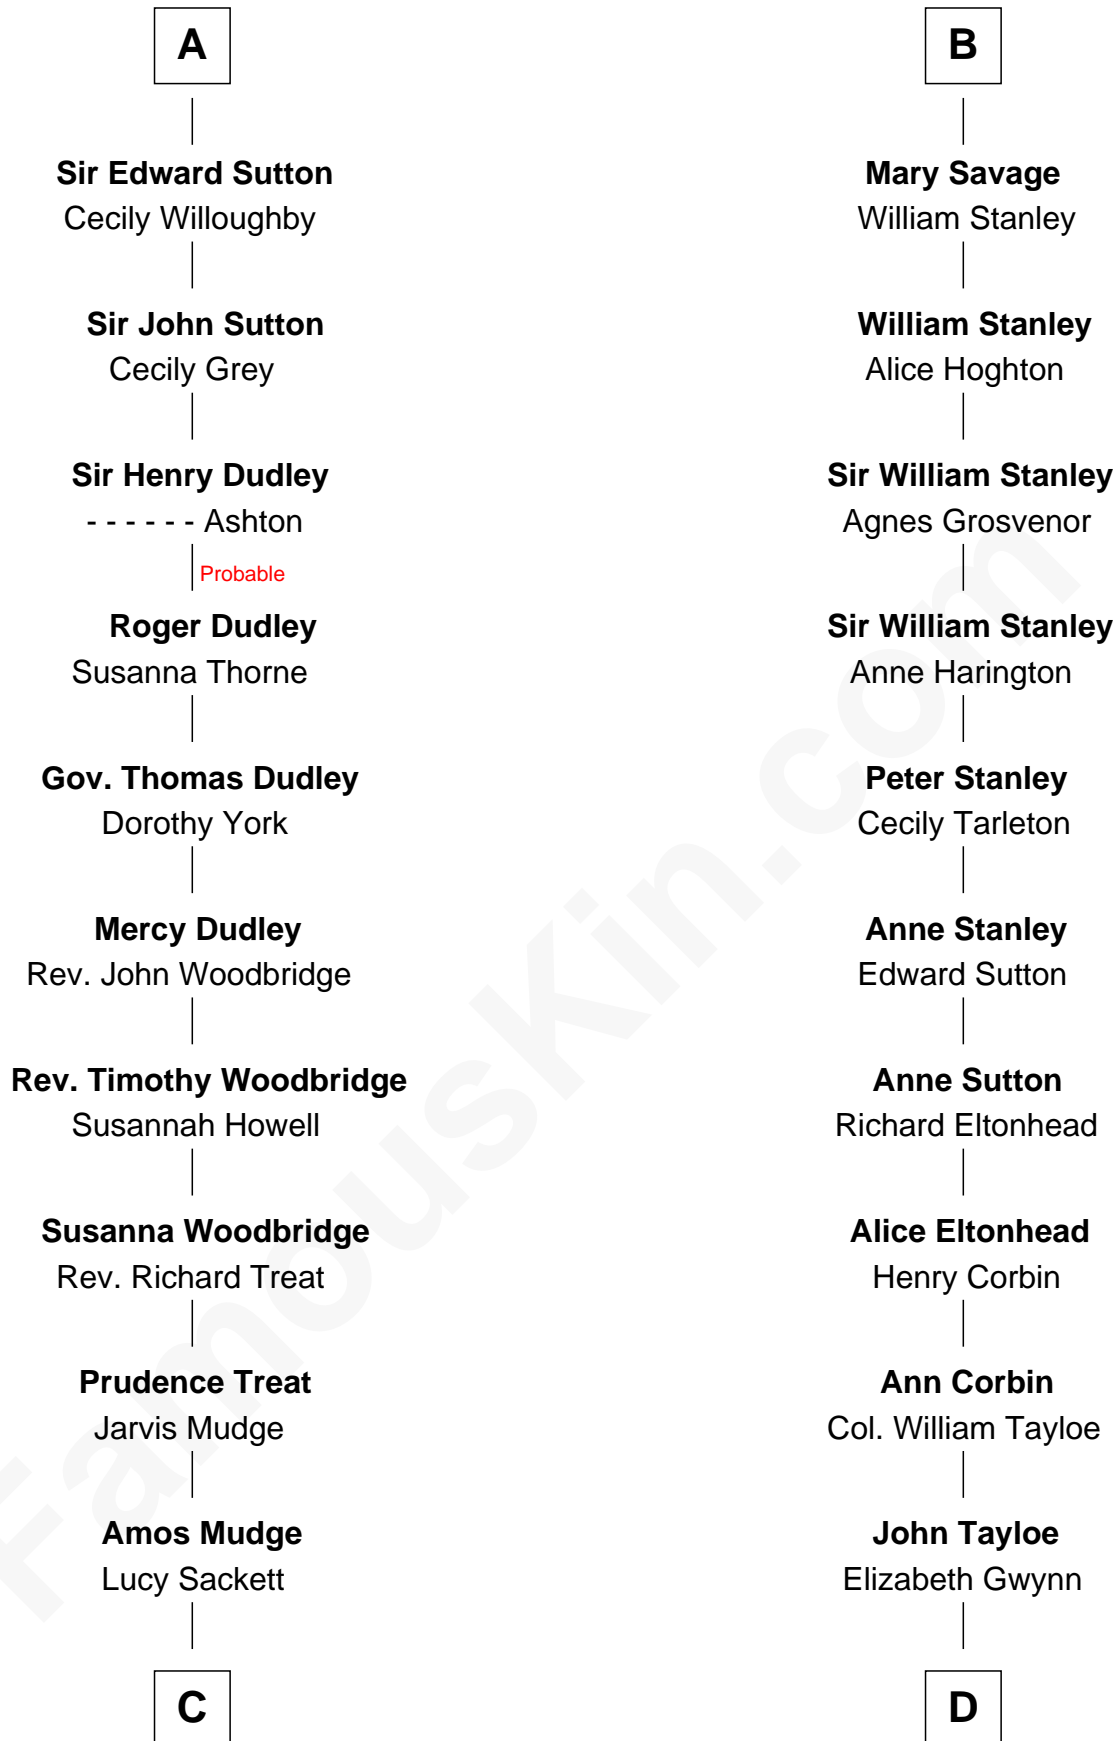 A
Sir Edward Sutton
Cecily Willoughby
Sir John Sutton
Cecily Grey
Sir Henry Dudley
- - - - - - Ashton
Probable
Roger Dudley
Susanna Thorne
Gov. Thomas Dudley
Dorothy York
Mercy Dudley
Rev. John Woodbridge
Rev. Timothy Woodbridge
Susannah Howell
Susanna Woodbridge
Rev. Richard Treat
Prudence Treat
Jarvis Mudge
Amos Mudge
Lucy Sackett
C
B
Mary Savage
William Stanley
William Stanley
Alice Hoghton
Sir William Stanley
Agnes Grosvenor
Sir William Stanley
Anne Harington
Peter Stanley
Cecily Tarleton
Anne Stanley
Edward Sutton
Anne Sutton
Richard Eltonhead
Alice Eltonhead
Henry Corbin
Ann Corbin
Col. William Tayloe
John Tayloe
Elizabeth Gwynn
D
FamousKin.com